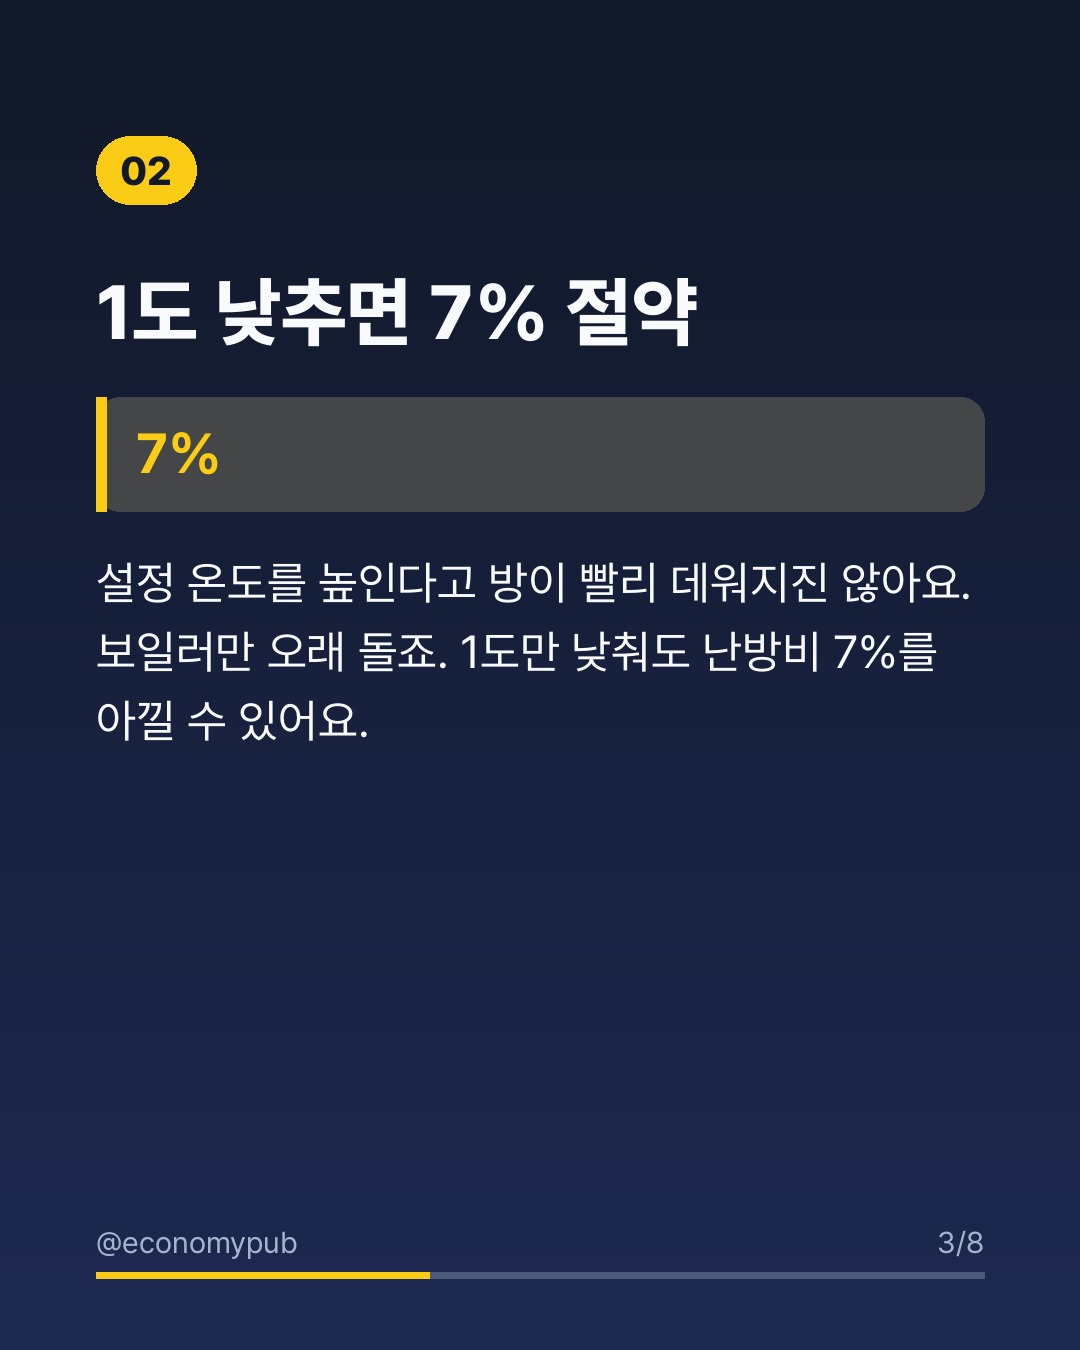 02
1도 낮추면 7% 절약
7%
설정 온도를 높인다고 방이 빨리 데워지진 않아요.
보일러만 오래 돌죠. 1도만 낮춰도 난방비 7%를
아낄 수 있어요.
@economypub
3/8